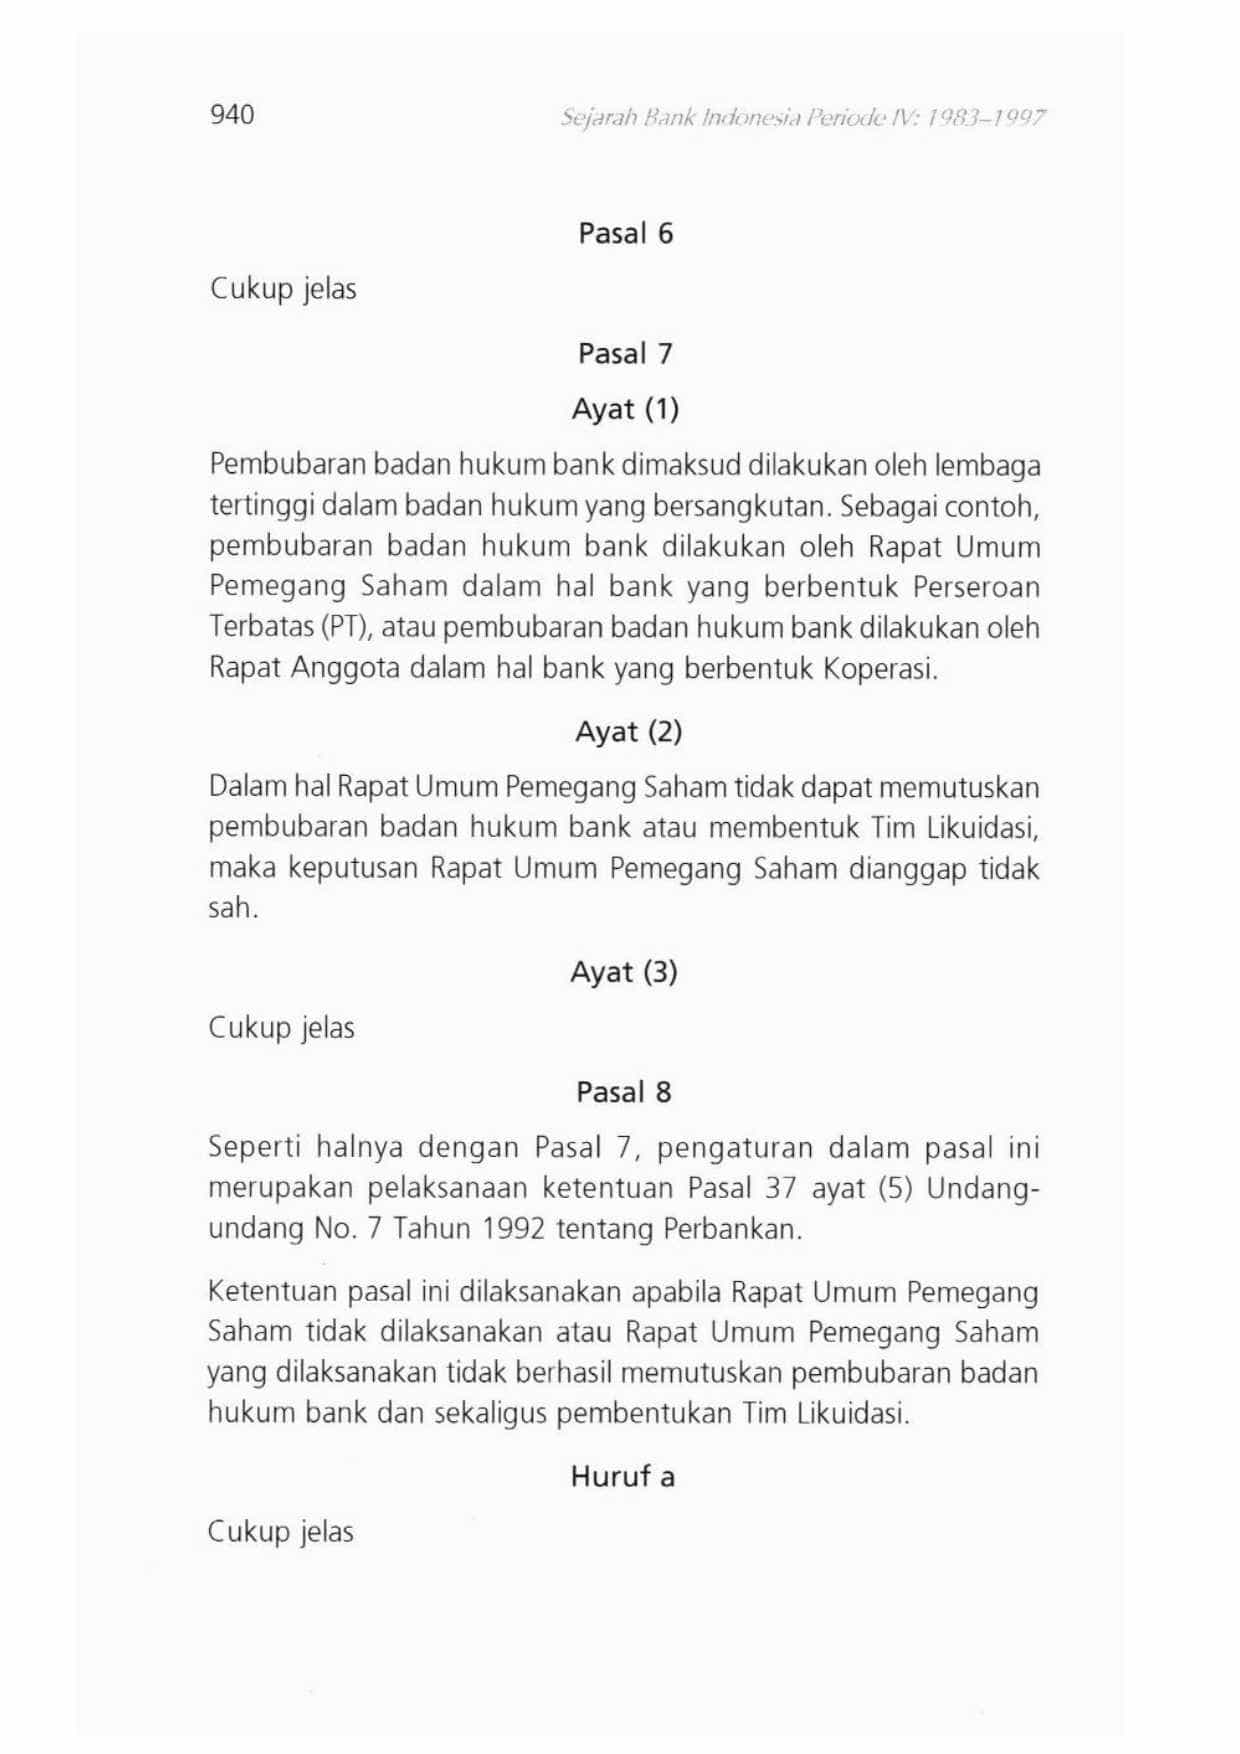 940
Sejarah Bank Indonesia Periode IV: 1983–1997
Pasal 6
Cukup jelas
Pasal 7
Ayat (1)
Pembubaran badan hukum bank dimaksud dilakukan oleh lembaga
tertinggi dalam badan hukum yang bersangkutan. Sebagai contoh,
pembubaran badan hukum bank dilakukan oleh Rapat Umum
Pemegang Saham dalam hal bank yang berbentuk Perseroan
Terbatas (PT), atau pembubaran badan hukum bank dilakukan oleh
Rapat Anggota dalam hal bank yang berbentuk Koperasi.
Ayat (2)
Dalam hal Rapat Umum Pemegang Saham tidak dapat memutuskan
pembubaran badan hukum bank atau membentuk Tim Likuidasi,
maka keputusan Rapat Umum Pemegang Saham dianggap tidak
sah.
Ayat (3)
Cukup jelas
Pasal 8
Seperti halnya dengan Pasal 7, pengaturan dalam pasal ini
merupakan pelaksanaan ketentuan Pasal 37 ayat (5) Undang-
undang No. 7 Tahun 1992 tentang Perbankan.
Ketentuan pasal ini dilaksanakan apabila Rapat Umum Pemegang
Saham tidak dilaksanakan atau Rapat Umum Pemegang Saham
yang dilaksanakan tidak berhasil memutuskan pembubaran badan
hukum bank dan sekaligus pembentukan Tim Likuidasi.
Huruf a
Cukup jelas